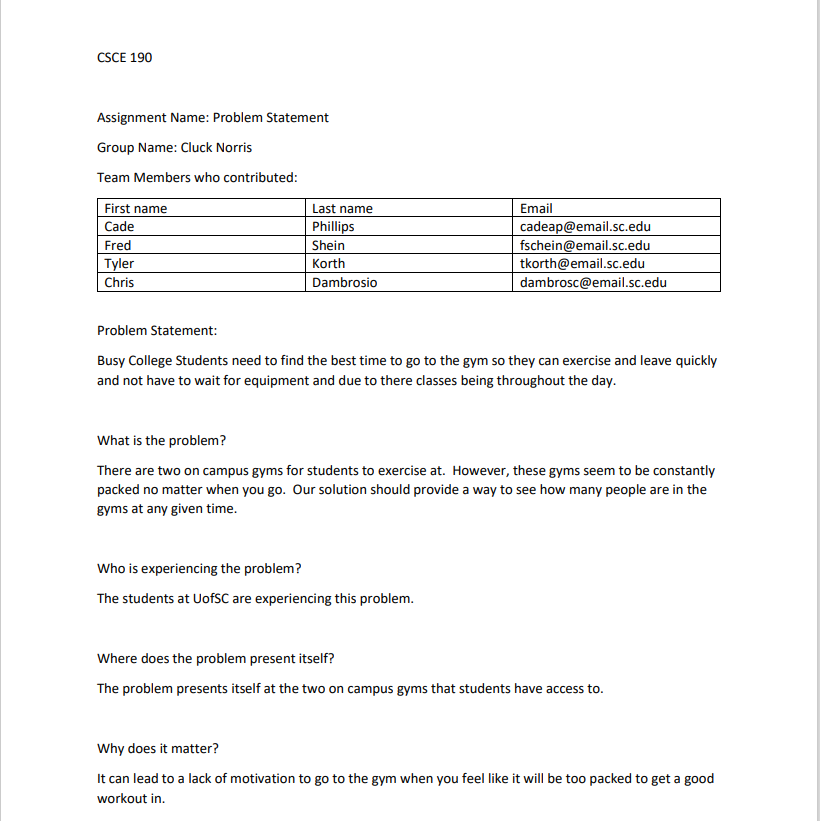 CSCE 190
Assignment Name: Problem Statement
Group Name: Cluck Norris
Team Members who contributed:
First name Last name Email
Cade Phillips cadeap@email.sc.edu
Fred Shein fschein@email.sc.edu
Tyler Korth tkorth@email.sc.edu
Chris Dambrosio dambrosc@email.sc.edu
Problem Statement:
Busy College Students need to find the best time to go to the gym so they can exercise and leave quickly
and not have to wait for equipment and due to there classes being throughout the day.
What is the problem?
There are two on campus gyms for students to exercise at.  However, these gyms seem to be constantly
packed no matter when you go.  Our solution should provide a way to see how many people are in the
gyms at any given time.
Who is experiencing the problem?
The students at UofSC are experiencing this problem.
Where does the problem present itself?
The problem presents itself at the two on campus gyms that students have access to.
Why does it matter?
It can lead to a lack of motivation to go to the gym when you feel like it will be too packed to get a good
workout in.